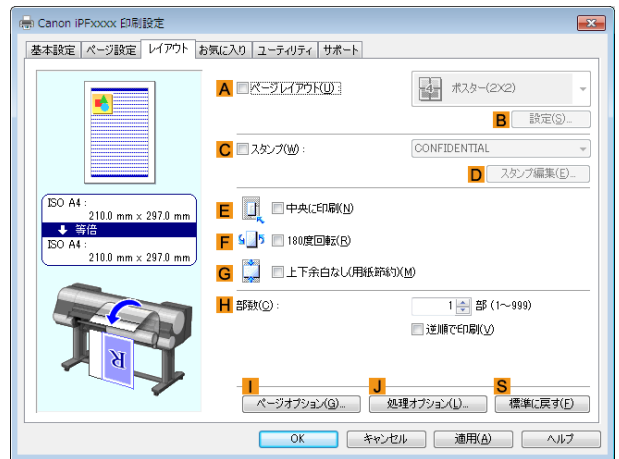 Canon iPFxxxx 印刷設定
基本設定 ページ設定 レイアウト お気に入り ユーティリティ サポート
A ページレイアウト(U) : 4 ポスター(2×2)
B 設定(S)...
C スタンプ(W) : CONFIDENTIAL
D スタンプ編集(E)...
ISO A4 :
210.0 mm × 297.0 mm
等倍
ISO A4 :
210.0 mm × 297.0 mm
E 中央に印刷(N)
F 180度回転(R)
G 上下余白なし(用紙節約)(M)
H 部数(C) : 1 部 (1~999)
逆順で印刷(V)
R
I J S
ページオプション(G)... 処理オプション(L)... 標準に戻す(F)
OK キャンセル 適用(A) ヘルプ